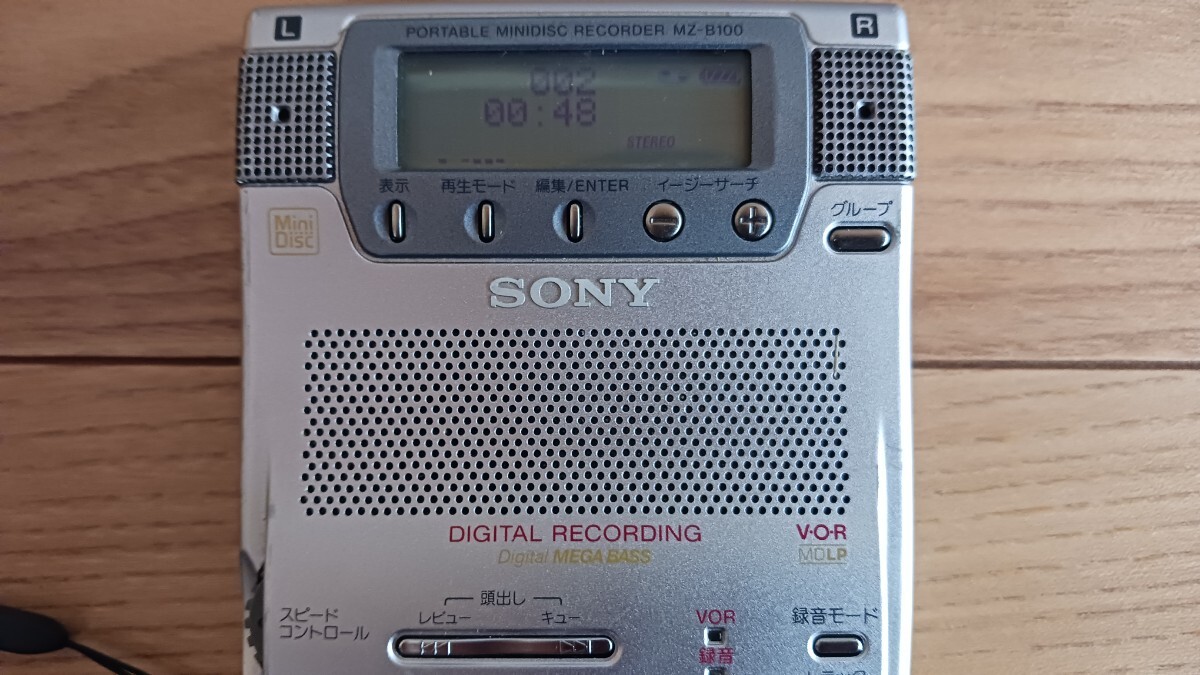 L
R
PORTABLE MINIDISC RECORDER MZ-B100
002
00:48
STEREO
表示 再生モード 編集/ENTER イージーサーチ
グループ
Mini
Disc
SONY
DIGITAL RECORDING
V・O・R
Digital MEGA BASS
MDLP
頭出し
スピード
コントロール
レビュー キュー
VOR
録音モード
録音